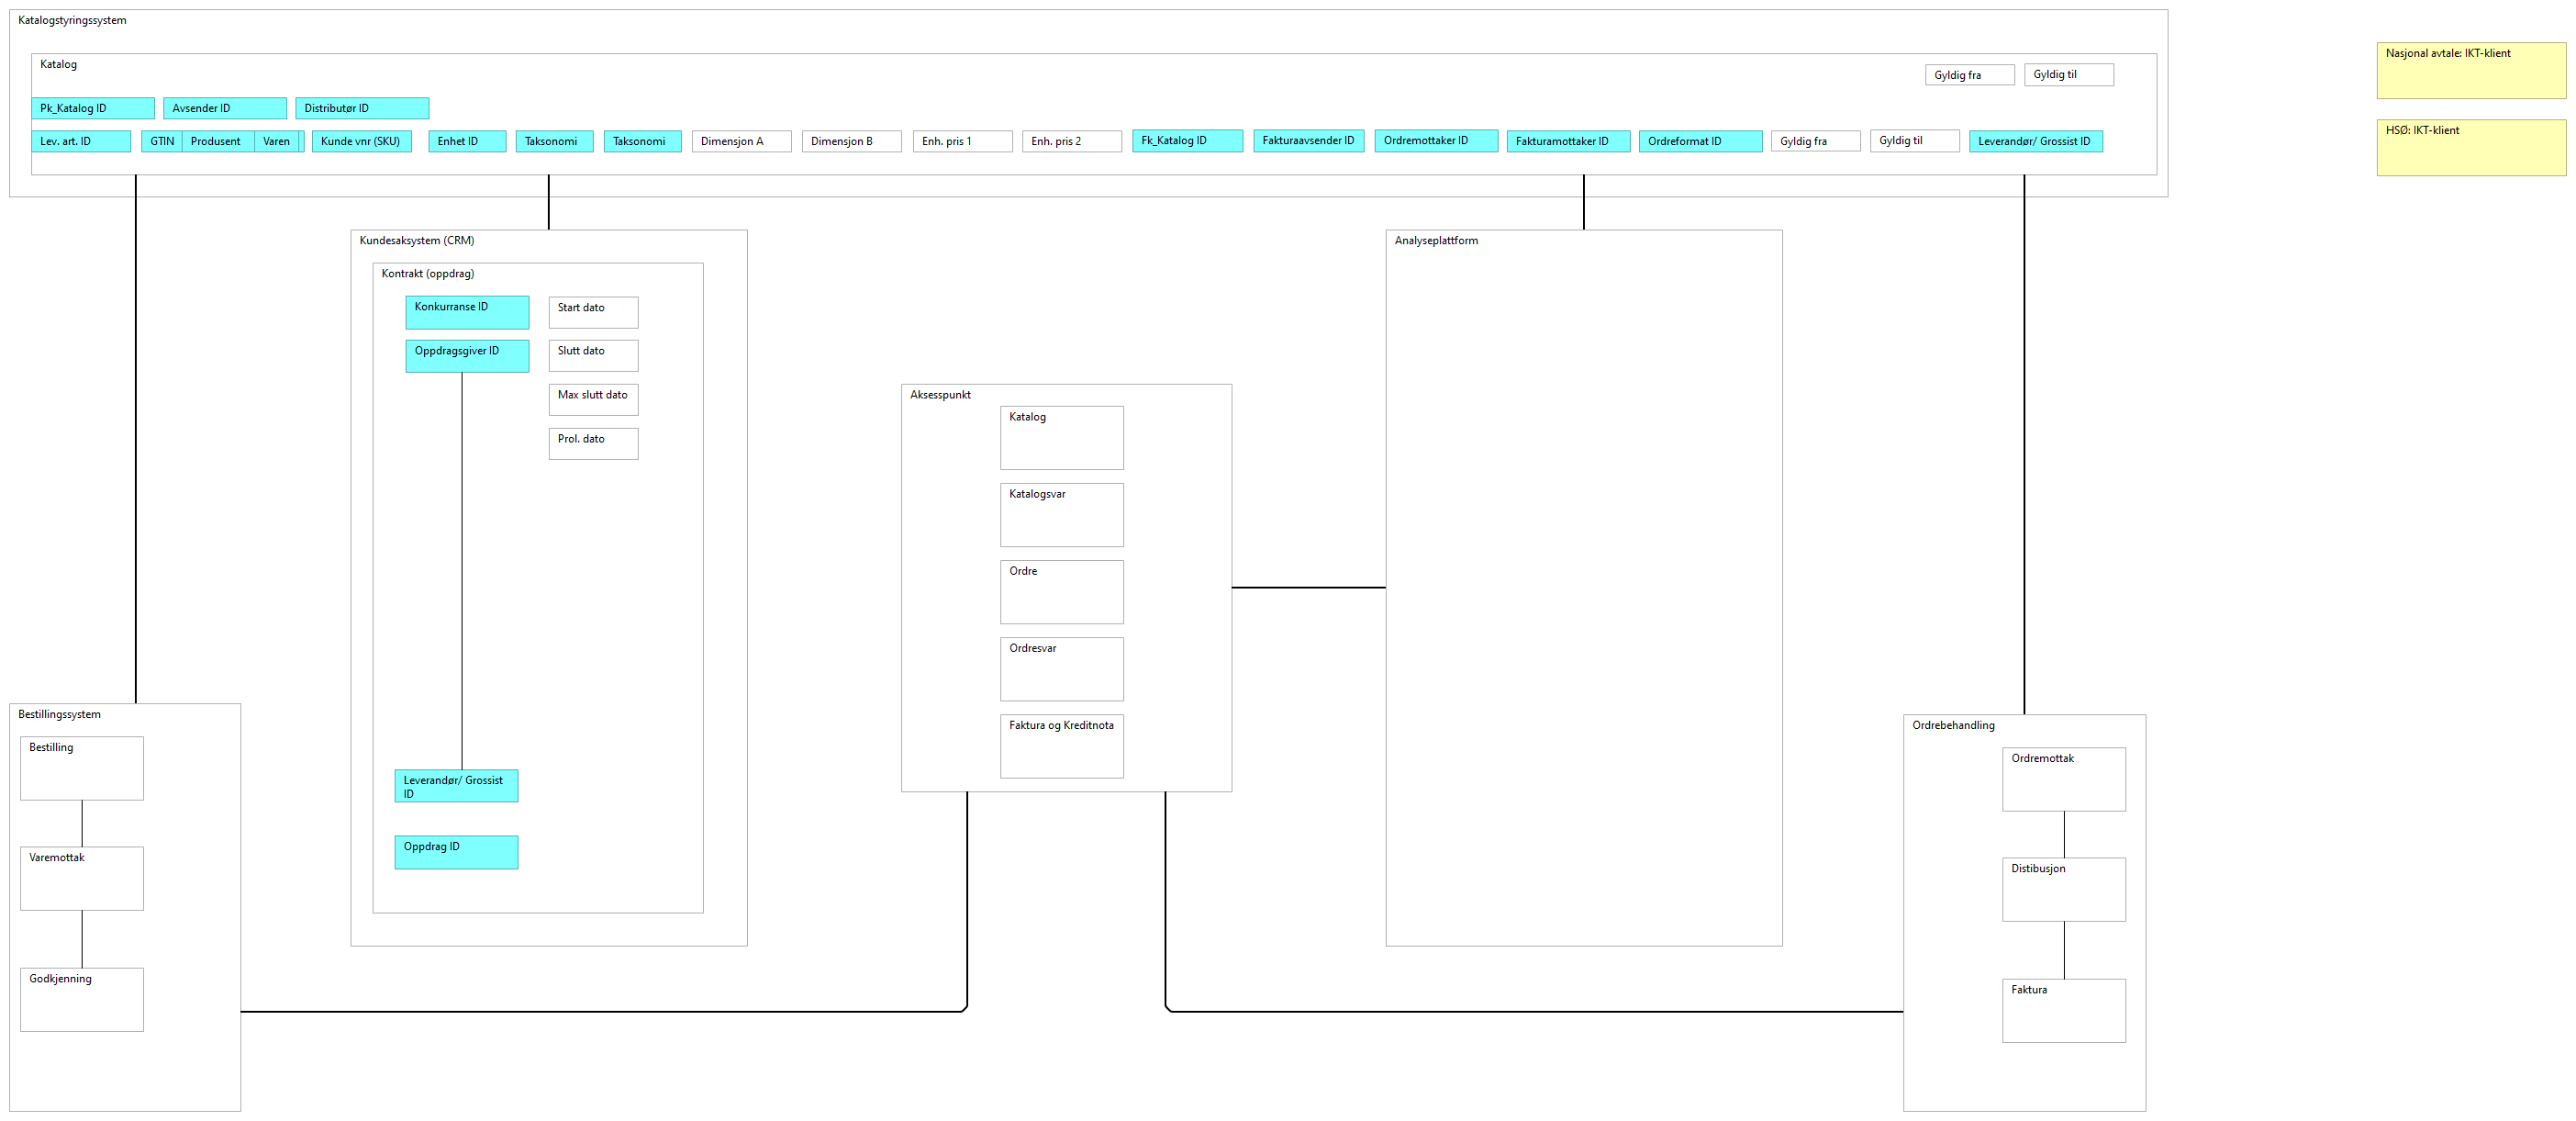 Katalogstyringssystem
Katalog
Gyldig fra
Gyldig til
Pk_Katalog ID
Avsender ID
Distributør ID
Lev. art. ID
GTIN
Produsent
Varen
Kunde vnr (SKU)
Enhet ID
Taksonomi
Taksonomi
Dimensjon A
Dimensjon B
Enh. pris 1
Enh. pris 2
Fk_Katalog ID
Fakturaavsender ID
Ordremottaker ID
Fakturamottaker ID
Ordreformat ID
Gyldig fra
Gyldig til
Leverandør/ Grossist ID
Nasjonal avtale: IKT-klient
HSØ: IKT-klient
Kundesaksystem (CRM)
Kontrakt (oppdrag)
Konkurranse ID
Start dato
Oppdragsgiver ID
Slutt dato
Max slutt dato
Prol. dato
Leverandør/ Grossist
ID
Oppdrag ID
Analyseplattform
Aksesspunkt
Katalog
Katalogsvar
Ordre
Ordresvar
Faktura og Kreditnota
Bestillingssystem
Bestilling
Varemottak
Godkjenning
Ordrebehandling
Ordremottak
Distibusjon
Faktura